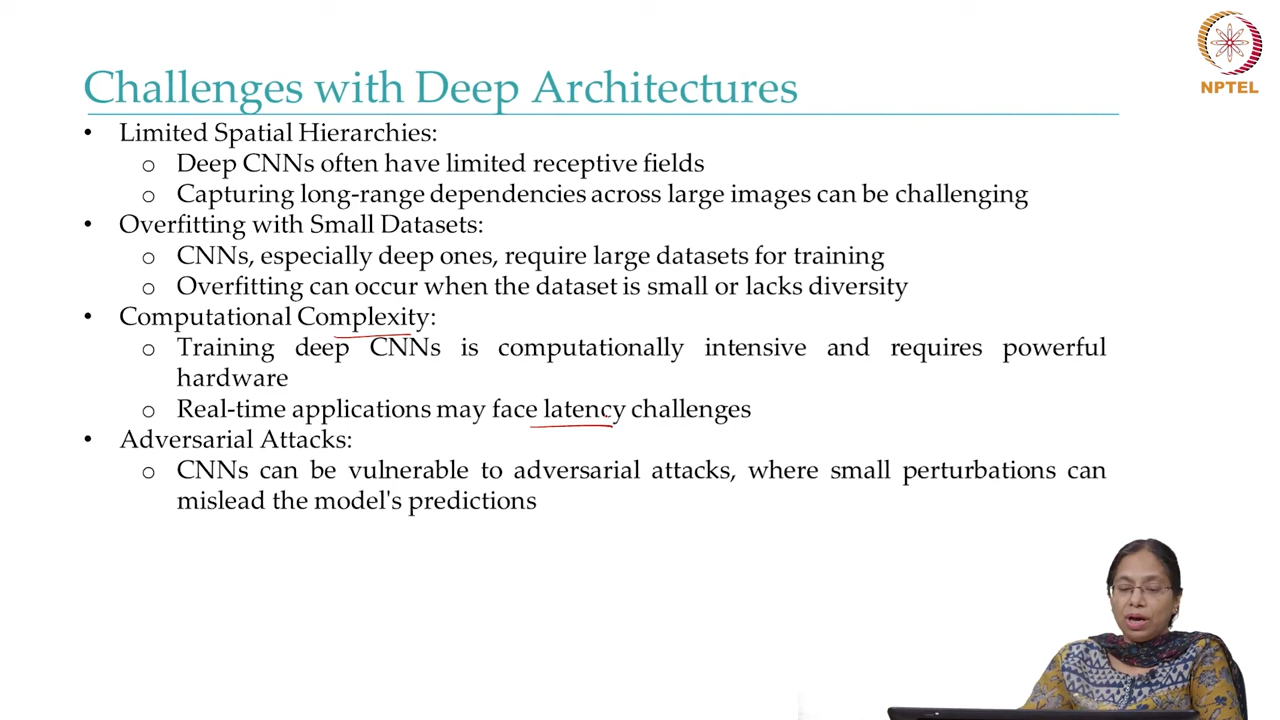 NPTEL
Challenges with Deep Architectures
• Limited Spatial Hierarchies:
o Deep CNNs often have limited receptive fields
o Capturing long-range dependencies across large images can be challenging
• Overfitting with Small Datasets:
o CNNs, especially deep ones, require large datasets for training
o Overfitting can occur when the dataset is small or lacks diversity
• Computational Complexity:
o Training deep CNNs is computationally intensive and requires powerful
hardware
o Real-time applications may face latency challenges
• Adversarial Attacks:
o CNNs can be vulnerable to adversarial attacks, where small perturbations can
mislead the model's predictions